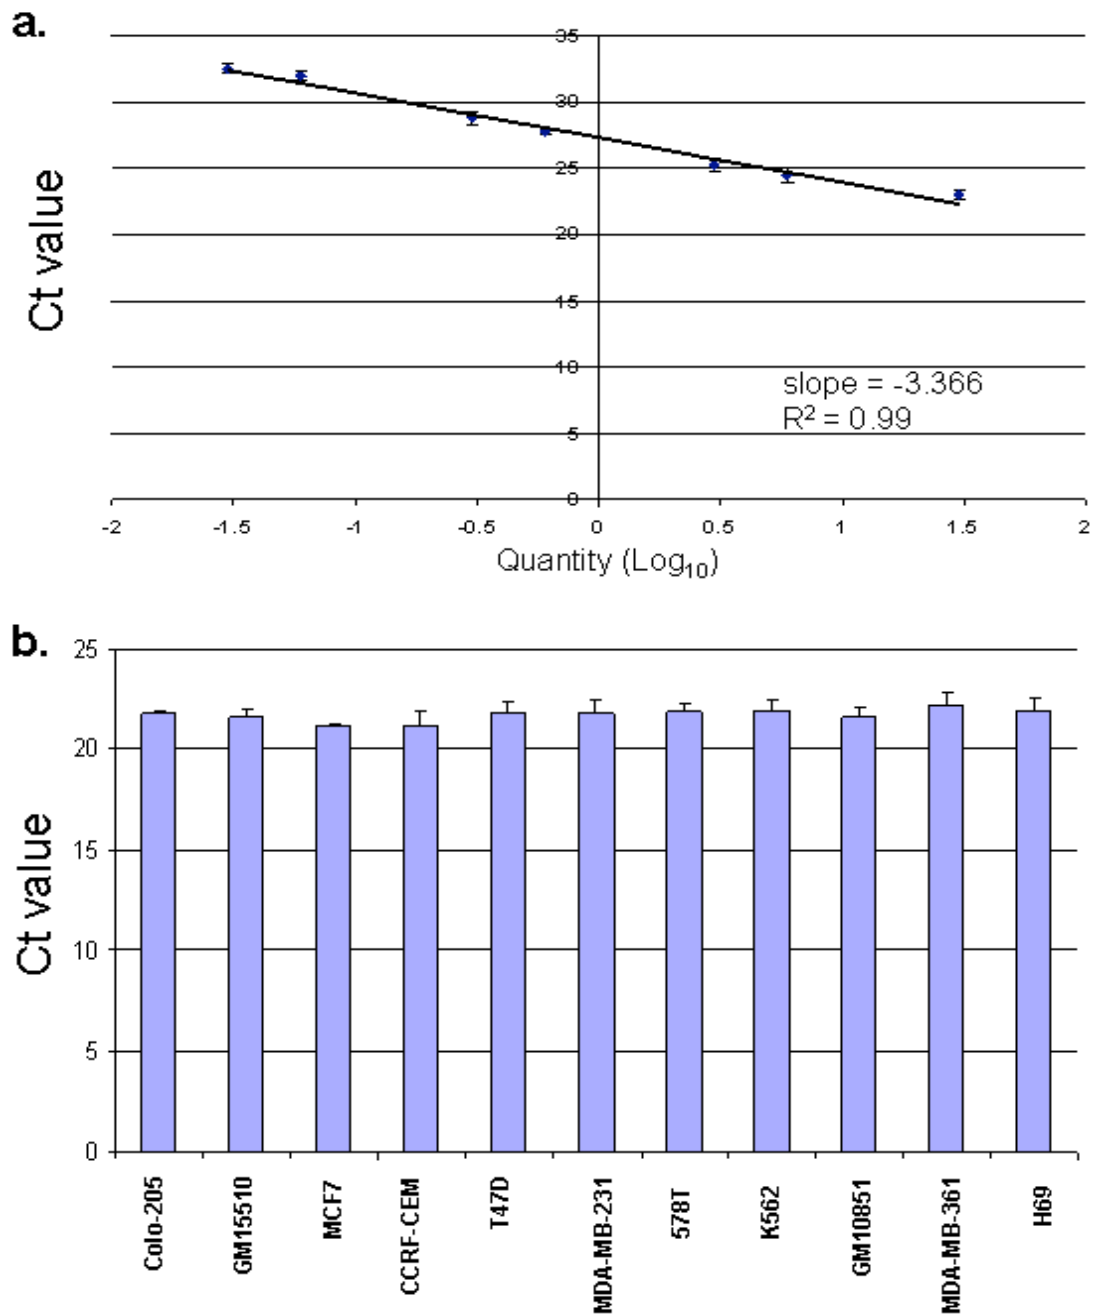 a.
35
30
25
20
15
10
5
0
Ct value
slope = -3.366
R² = 0.99
-2 -1.5 -1 -0.5 0 0.5 1 1.5 2
Quantity (Log₁₀)
b.
25
20
15
10
5
0
Ct value
Colo-205
GM15510
MCF7
CCRF-CEM
T47D
MDA-MB-231
578T
K562
GM10851
MDA-MB-361
H69